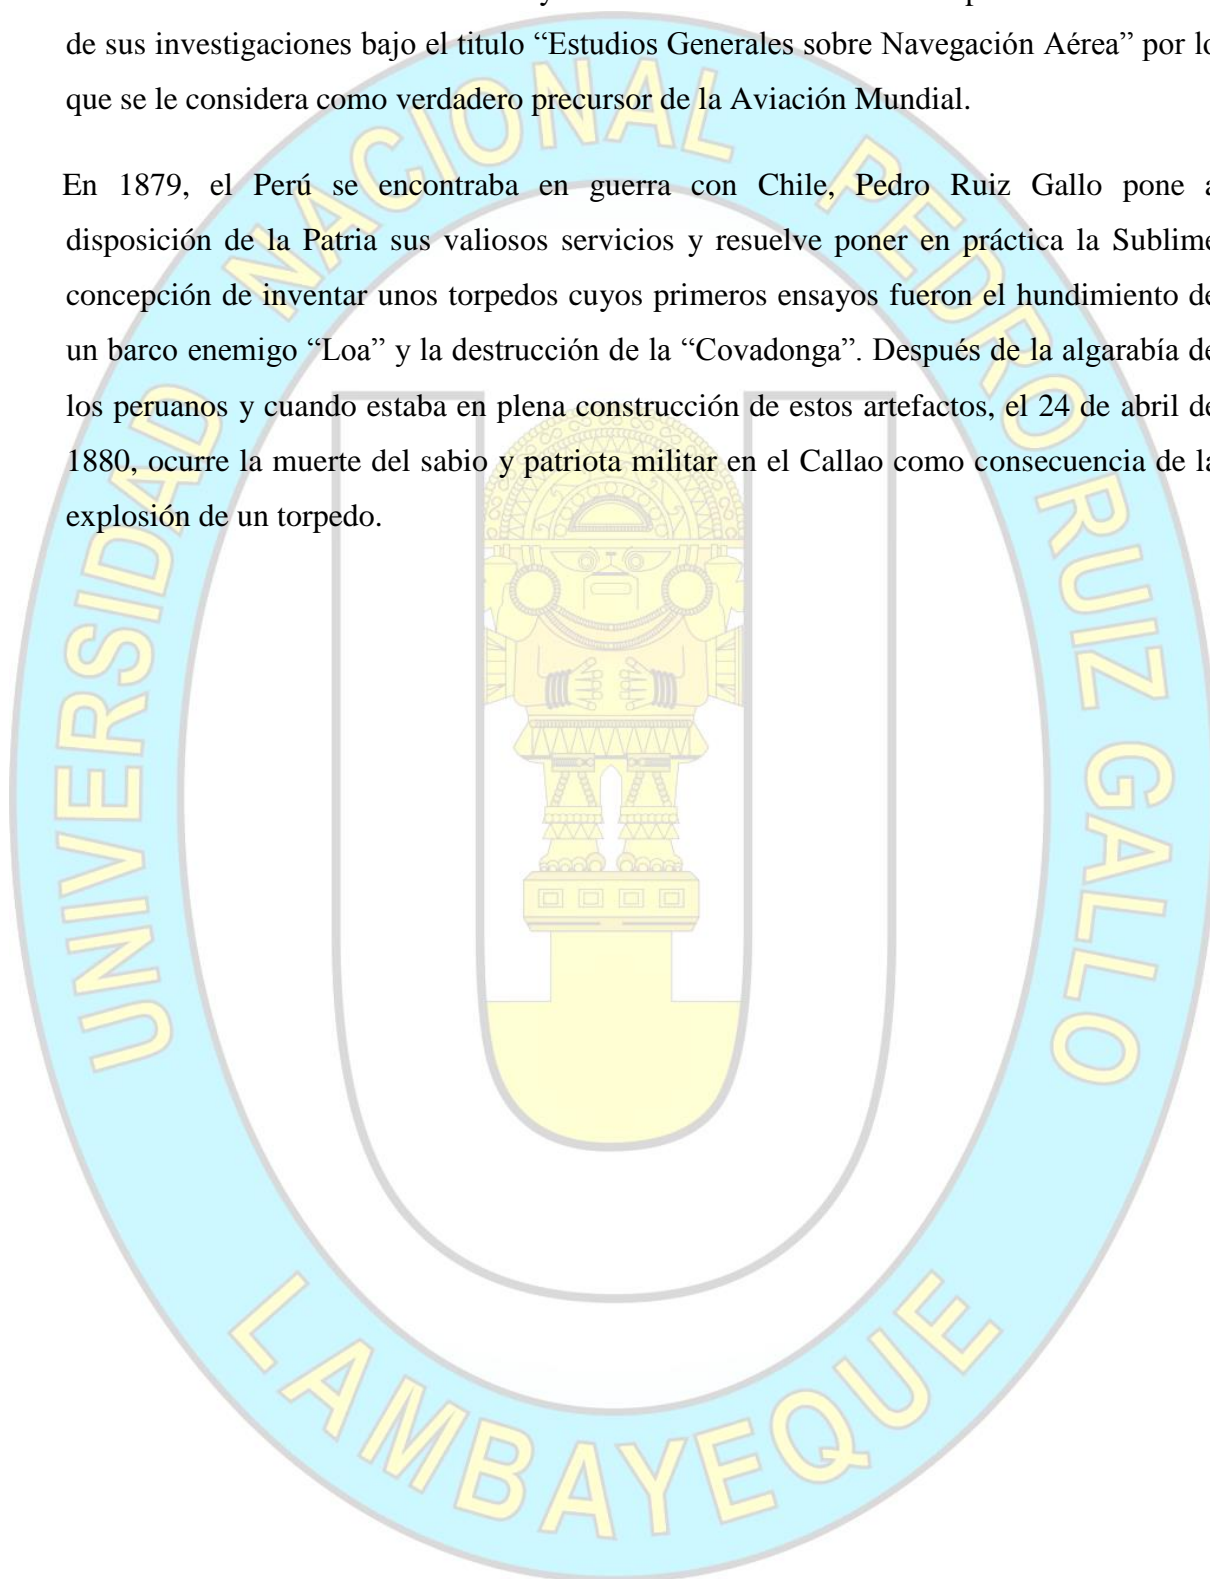 de sus investigaciones bajo el titulo “Estudios Generales sobre Navegación Aérea” por lo
que se le considera como verdadero precursor de la Aviación Mundial.
En 1879, el Perú se encontraba en guerra con Chile, Pedro Ruiz Gallo pone a
disposición de la Patria sus valiosos servicios y resuelve poner en práctica la Sublime
concepción de inventar unos torpedos cuyos primeros ensayos fueron el hundimiento de
un barco enemigo “Loa” y la destrucción de la “Covadonga”. Después de la algarabía de
los peruanos y cuando estaba en plena construcción de estos artefactos, el 24 de abril de
1880, ocurre la muerte del sabio y patriota militar en el Callao como consecuencia de la
explosión de un torpedo.
UNIVERSIDAD NACIONAL PEDRO RUIZ GALLO
LAMBAYEQUE